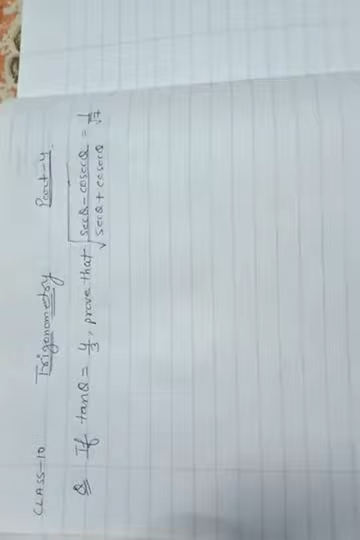 CLASS-10 Trigonometry Part-4
Q If tanθ = 4/3, prove that √(secθ - cosecθ / secθ + cosecθ) = 1/√7